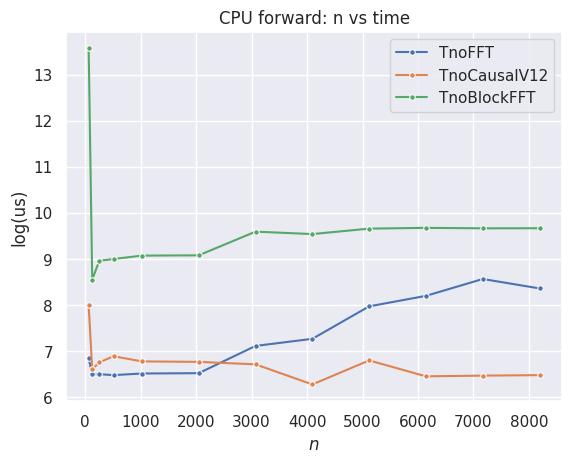 CPU forward: n vs time
TnoFFT
TnoCausalV12
TnoBlockFFT
log(us)
13
12
11
10
9
8
7
6
0 1000 2000 3000 4000 5000 6000 7000 8000
n